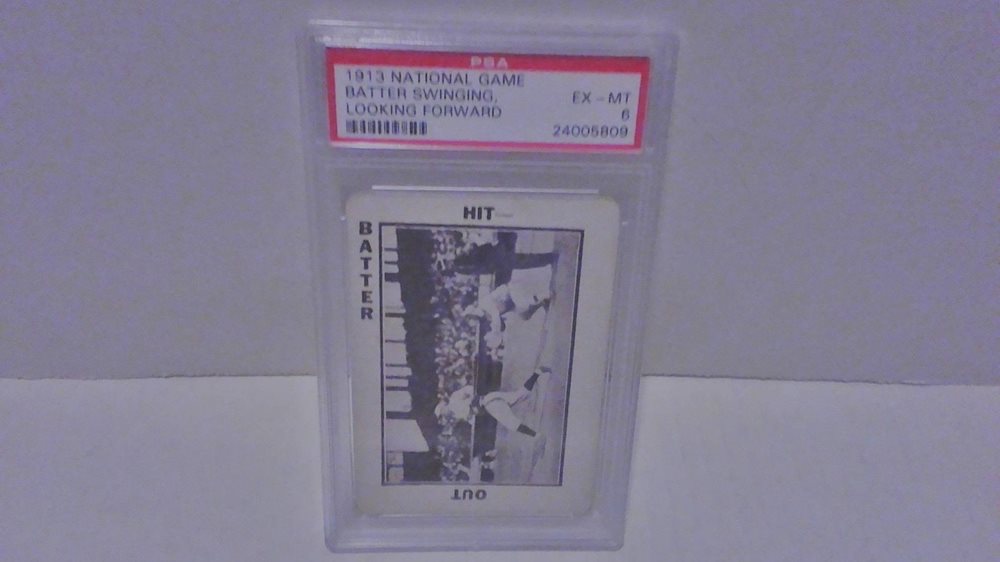 PSA
1913 NATIONAL GAME
BATTER SWINGING,
LOOKING FORWARD
EX - MT
6
24005809
HIT
BATTER
OUT